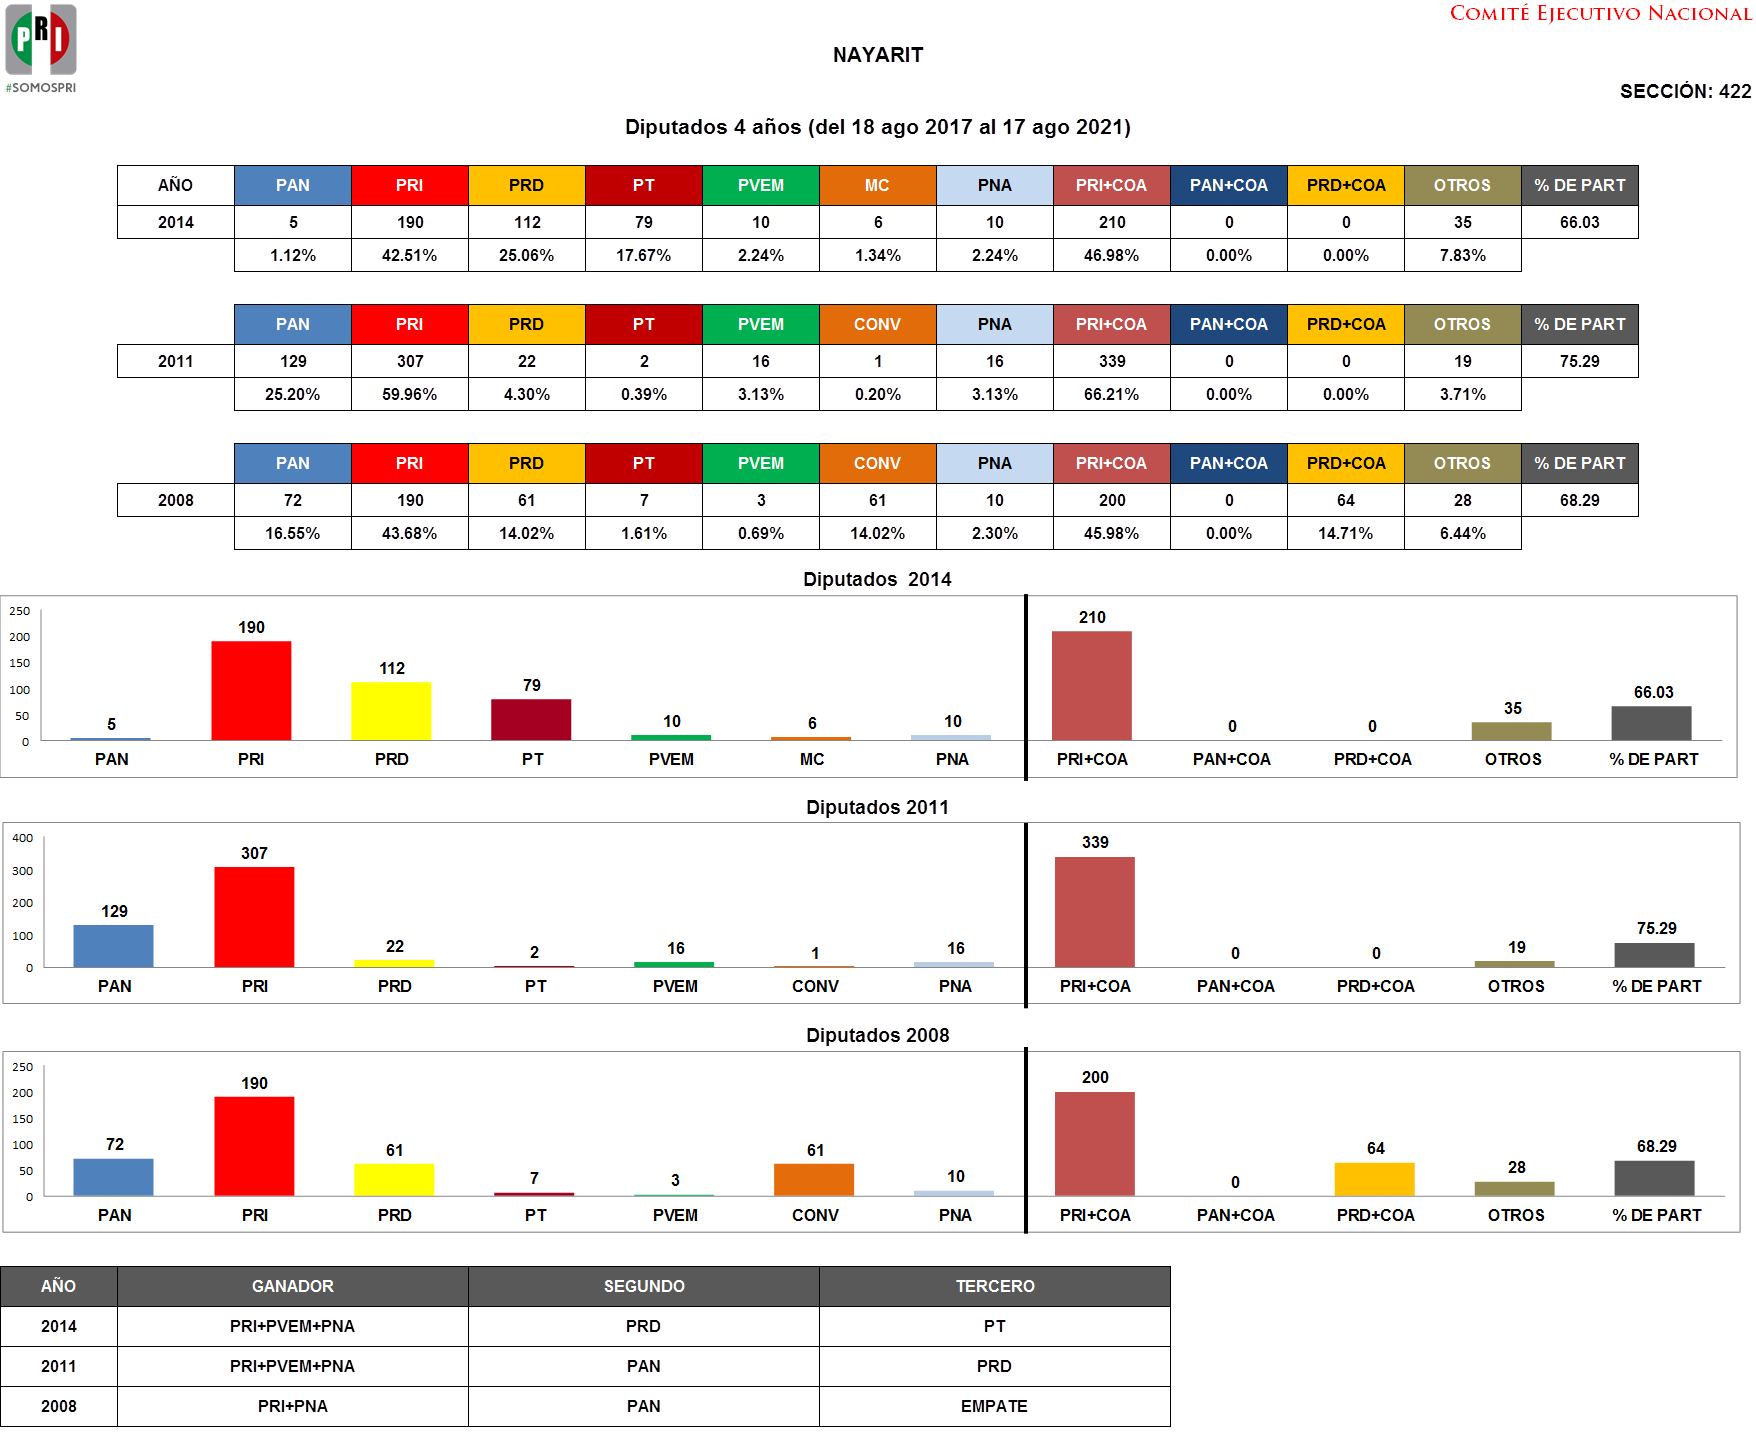 PRI
#SOMOSPRI
COMITÉ EJECUTIVO NACIONAL
NAYARIT
SECCIÓN: 422
Diputados 4 años (del 18 ago 2017 al 17 ago 2021)
AÑO PAN PRI PRD PT PVEM MC PNA PRI+COA PAN+COA PRD+COA OTROS % DE PART
2014 5 190 112 79 10 6 10 210 0 0 35 66.03
1.12% 42.51% 25.06% 17.67% 2.24% 1.34% 2.24% 46.98% 0.00% 0.00% 7.83%
PAN PRI PRD PT PVEM CONV PNA PRI+COA PAN+COA PRD+COA OTROS % DE PART
2011 129 307 22 2 16 1 16 339 0 0 19 75.29
25.20% 59.96% 4.30% 0.39% 3.13% 0.20% 3.13% 66.21% 0.00% 0.00% 3.71%
PAN PRI PRD PT PVEM CONV PNA PRI+COA PAN+COA PRD+COA OTROS % DE PART
2008 72 190 61 7 3 61 10 200 0 64 28 68.29
16.55% 43.68% 14.02% 1.61% 0.69% 14.02% 2.30% 45.98% 0.00% 14.71% 6.44%
Diputados 2014
250
200
150
100
50
0
5 190 112 79 10 6 10 210 0 0 35 66.03
PAN PRI PRD PT PVEM MC PNA PRI+COA PAN+COA PRD+COA OTROS % DE PART
Diputados 2011
400
300
200
100
0
129 307 22 2 16 1 16 339 0 0 19 75.29
PAN PRI PRD PT PVEM CONV PNA PRI+COA PAN+COA PRD+COA OTROS % DE PART
Diputados 2008
250
200
150
100
50
0
72 190 61 7 3 61 10 200 0 64 28 68.29
PAN PRI PRD PT PVEM CONV PNA PRI+COA PAN+COA PRD+COA OTROS % DE PART
AÑO GANADOR SEGUNDO TERCERO
2014 PRI+PVEM+PNA PRD PT
2011 PRI+PVEM+PNA PAN PRD
2008 PRI+PNA PAN EMPATE